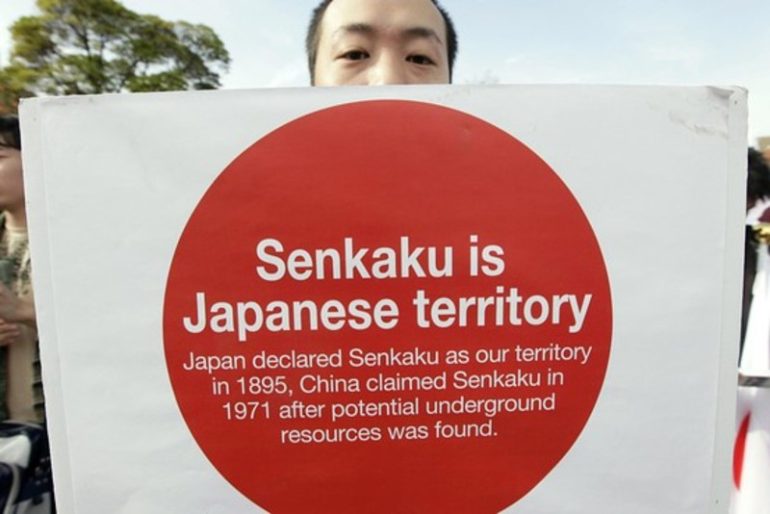 Senkaku is
Japanese territory
Japan declared Senkaku as our territory
in 1895, China claimed Senkaku in
1971 after potential underground
resources was found.